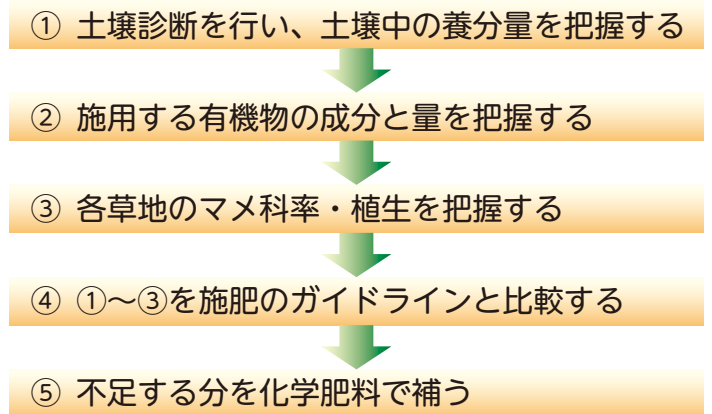 ① 土壌診断を行い、土壌中の養分量を把握する
② 施用する有機物の成分と量を把握する
③ 各草地のマメ科率・植生を把握する
④ ①～③を施肥のガイドラインと比較する
⑤ 不足する分を化学肥料で補う